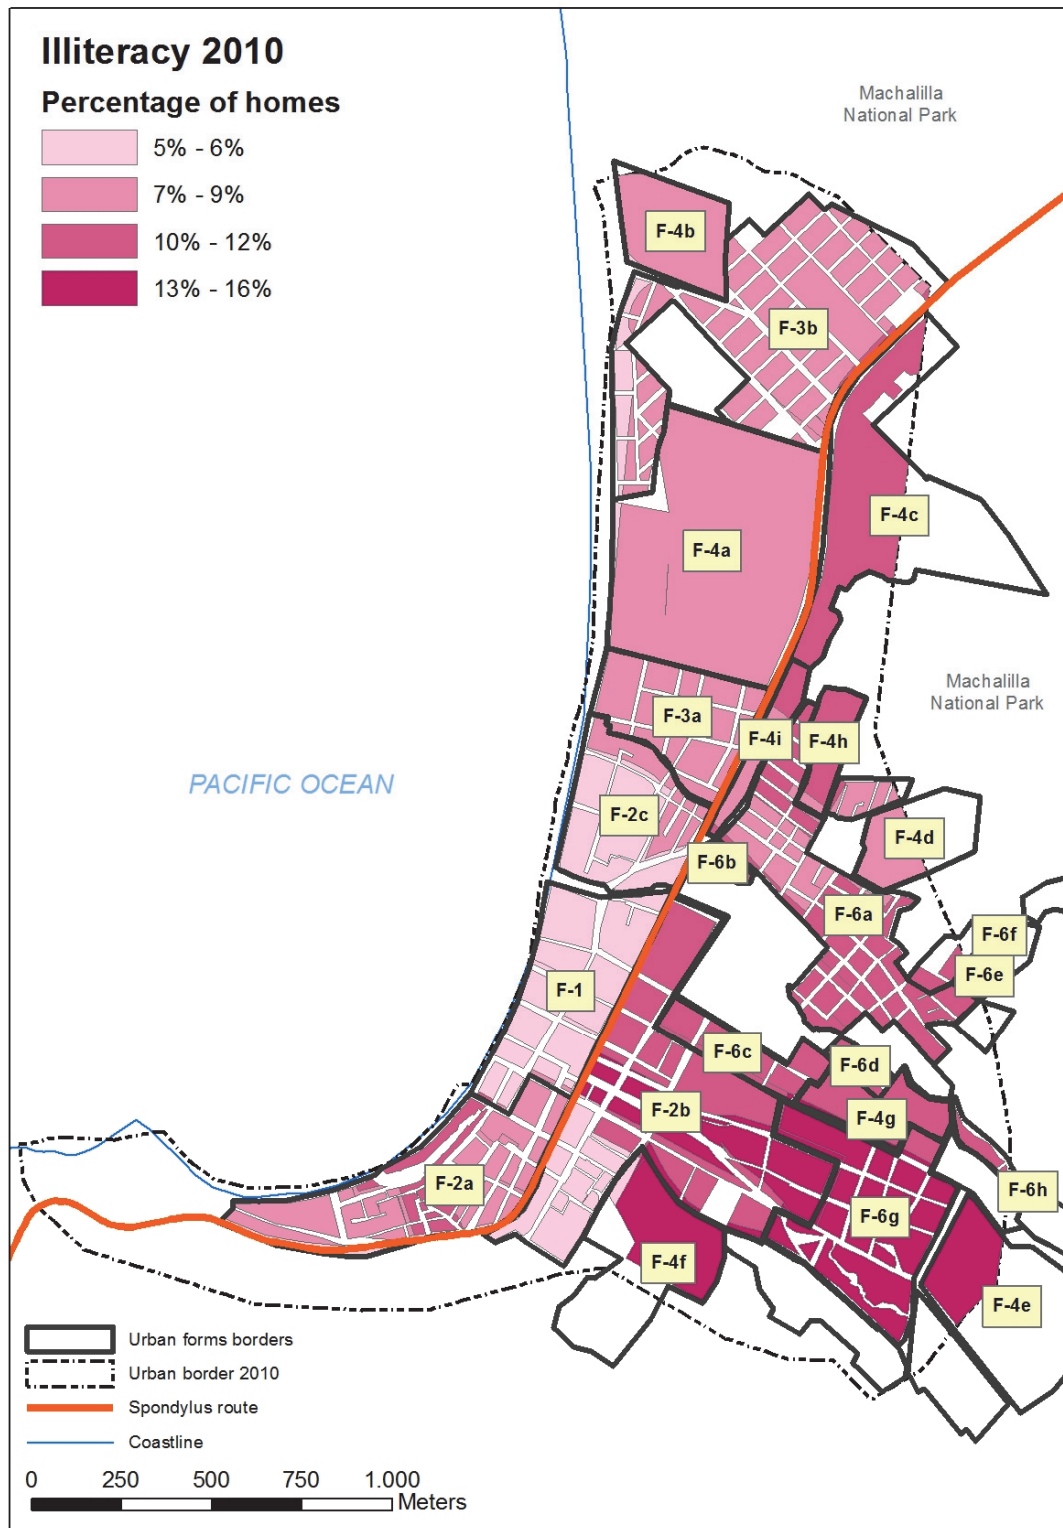 Illiteracy 2010
Percentage of homes
5% - 6%
7% - 9%
10% - 12%
13% - 16%
Machalilla
National Park
F-4b
F-3b
F-4c
F-4a
Machalilla
National Park
F-3a
F-4i
F-4h
PACIFIC OCEAN
F-2c
F-4d
F-6b
F-6a
F-6f
F-6e
F-1
F-6c
F-6d
F-2b
F-4g
F-2a
F-6h
F-6g
F-4f
F-4e
Urban forms borders
Urban border 2010
Spondylus route
Coastline
0 250 500 750 1.000
Meters